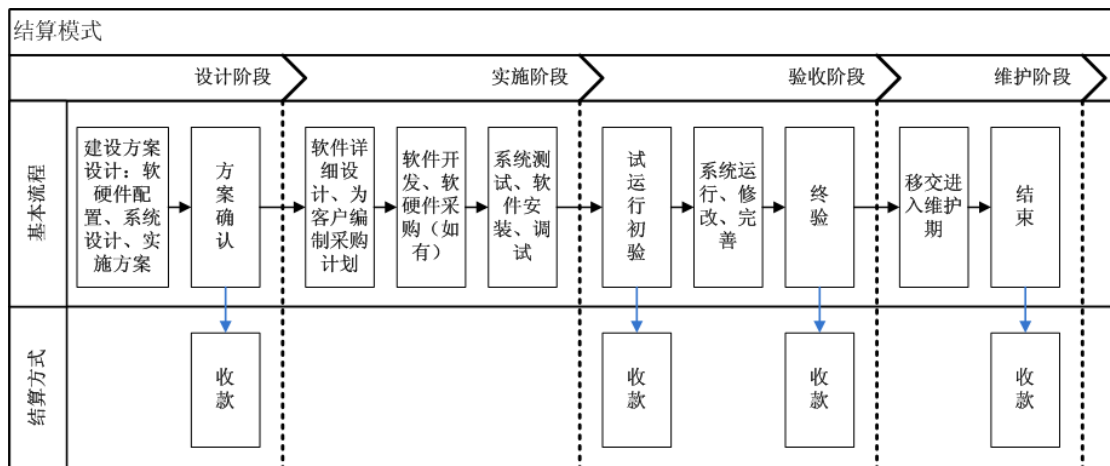 结算模式
设计阶段
实施阶段
验收阶段
维护阶段
基本流程
建设方案
设计：软
硬件配
置、系统
设计、实
施方案
方
案
确
认
软件详
细设
计、为
客户编
制采购
计划
软件开
发、软
硬件采
购（如
有）
系统测
试、软
件安
装、调
试
试
运
行
初
验
系统运
行、修
改、完
善
终
验
移交进
入维护
期
结
束
结算方式
收
款
收
款
收
款
收
款